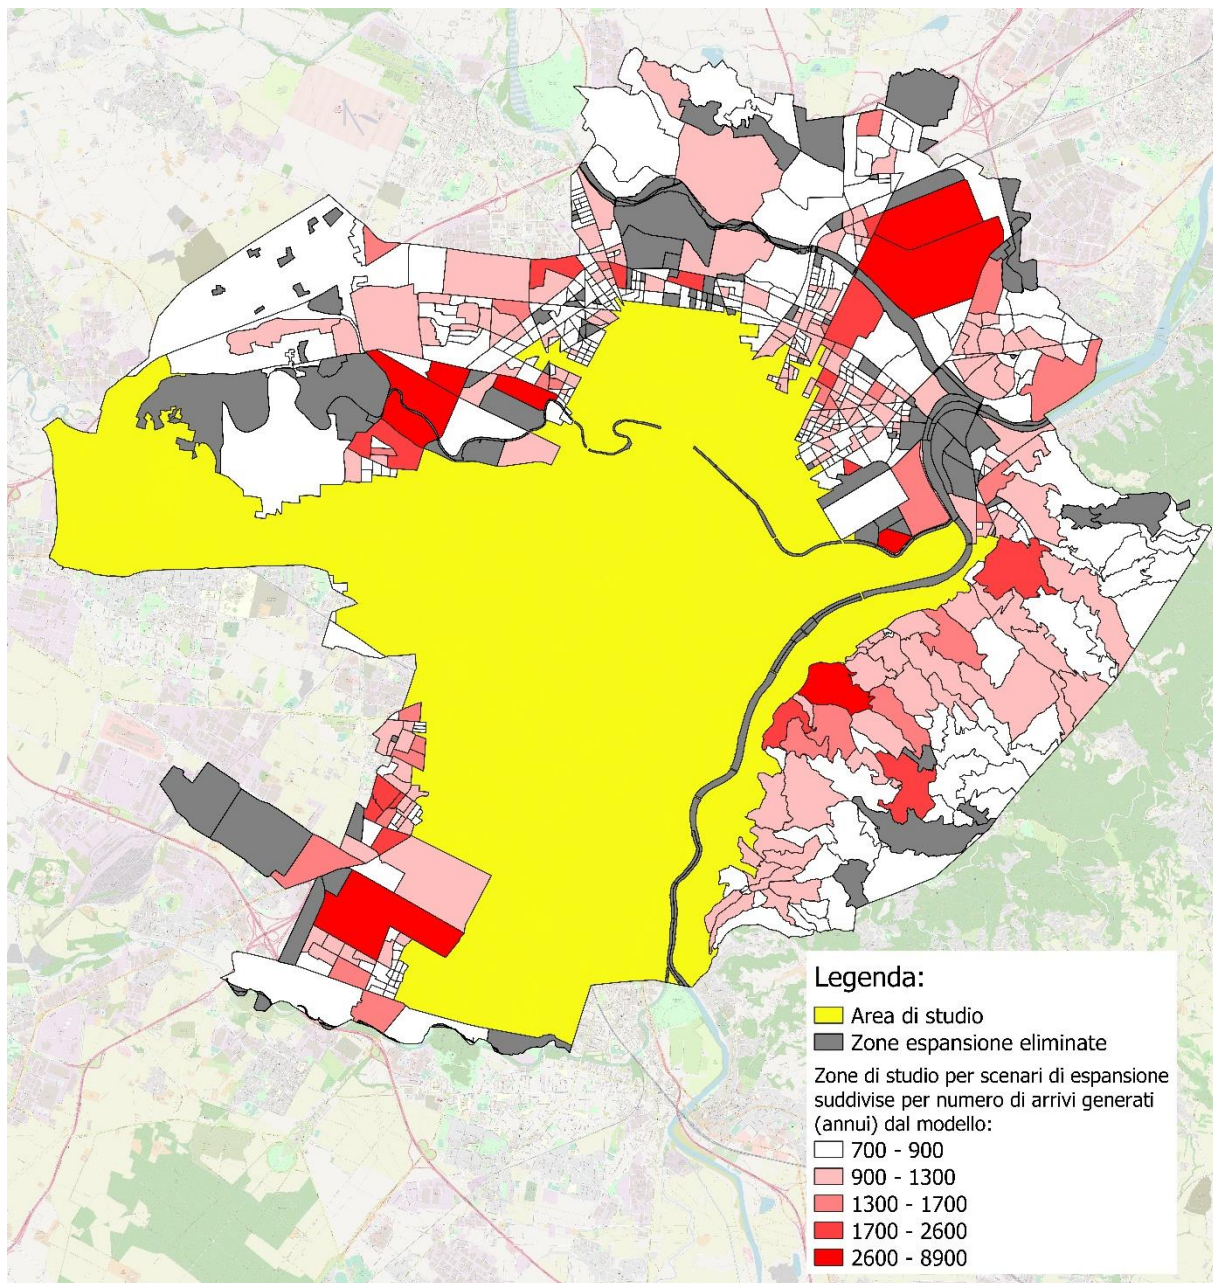 Legenda:
Area di studio
Zone espansione eliminate
Zone di studio per scenari di espansione
suddivise per numero di arrivi generati
(annui) dal modello:
700 - 900
900 - 1300
1300 - 1700
1700 - 2600
2600 - 8900